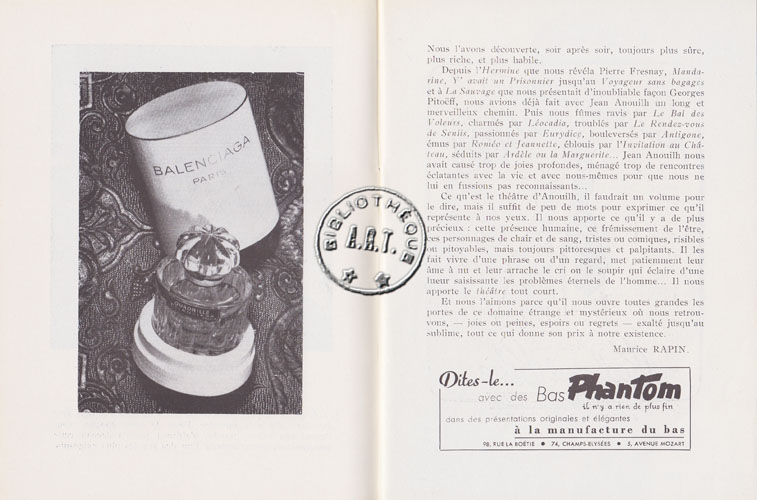 BALENCIAGA
PARIS
BIBLIOTHÈQUE
A.R.T.
Nous l'avons découverte, soir après soir, toujours plus sûre,
plus riche, et plus habile.
Depuis l'Hermine que nous révéla Pierre Fresnay, Manda-
rine, Y' avait un Prisonnier jusqu'au Voyageur sans bagages
et à La Sauvage que nous présentait d'inoubliable façon Georges
Pitoëff, nous avions déjà fait avec Jean Anouilh un long et
merveilleux chemin. Puis nous fûmes ravis par Le Bal des
Voleurs, charmés par Léocadia, troublés par Le Rendez-vous
de Senlis, passionnés par Eurydice, bouleversés par Antigone,
émus par Roméo et Jeannette, éblouis par l'Invitation au Châ-
teau, séduits par Ardèle ou la Marguerite... Jean Anouilh nous
avait causé trop de joies profondes, ménagé trop de rencontres
éclatantes avec la vie et avec nous-mêmes pour que nous ne
lui en fussions pas reconnaissants...
Ce qu'est le théâtre d'Anouilh, il faudrait un volume pour
le dire, mais il suffit de peu de mots pour exprimer ce qu'il
représente à nos yeux. Il nous apporte ce qu'il y a de plus
précieux : cette présence humaine, ce frémissement de l'être,
ces personnages de chair et de sang, tristes ou comiques, risibles
ou pitoyables, mais toujours pittoresques et palpitants. Il les
fait vivre d'une phrase ou d'un regard, met patiemment leur
âme à nu et leur arrache le cri ou le soupir qui éclaire d'une
lueur saisissante les problèmes éternels de l'homme... Il nous
apporte le théâtre tout court.
Et nous l'aimons parce qu'il nous ouvre toutes grandes les
portes de ce domaine étrange et mystérieux où nous retrou-
vons, — joies ou peines, espoirs ou regrets — exalté jusqu'au
sublime, tout ce qui donne son prix à notre existence.
Maurice RAPIN.
Dites-le...
avec des Bas Phantom
il n'y a rien de plus fin
dans des présentations originales et élégantes
à la manufacture du bas
98, RUE LA BOËTIE • 74, CHAMPS-ELYSÉES • 5, AVENUE MOZART